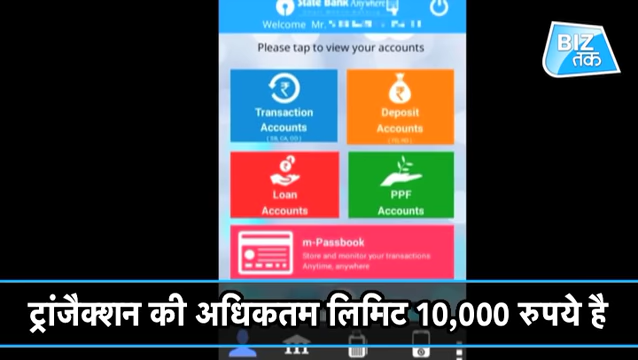 State Bank Anywhere
Welcome Mr.
BIZ
तक
Please tap to view your accounts
Transaction
Accounts
Deposit
Accounts
Loan
Accounts
PPF
Accounts
m-Passbook
Store and monitor your transactions
Anytime, anywhere
ट्रांजैक्शन की अधिकतम लिमिट 10,000 रुपये है